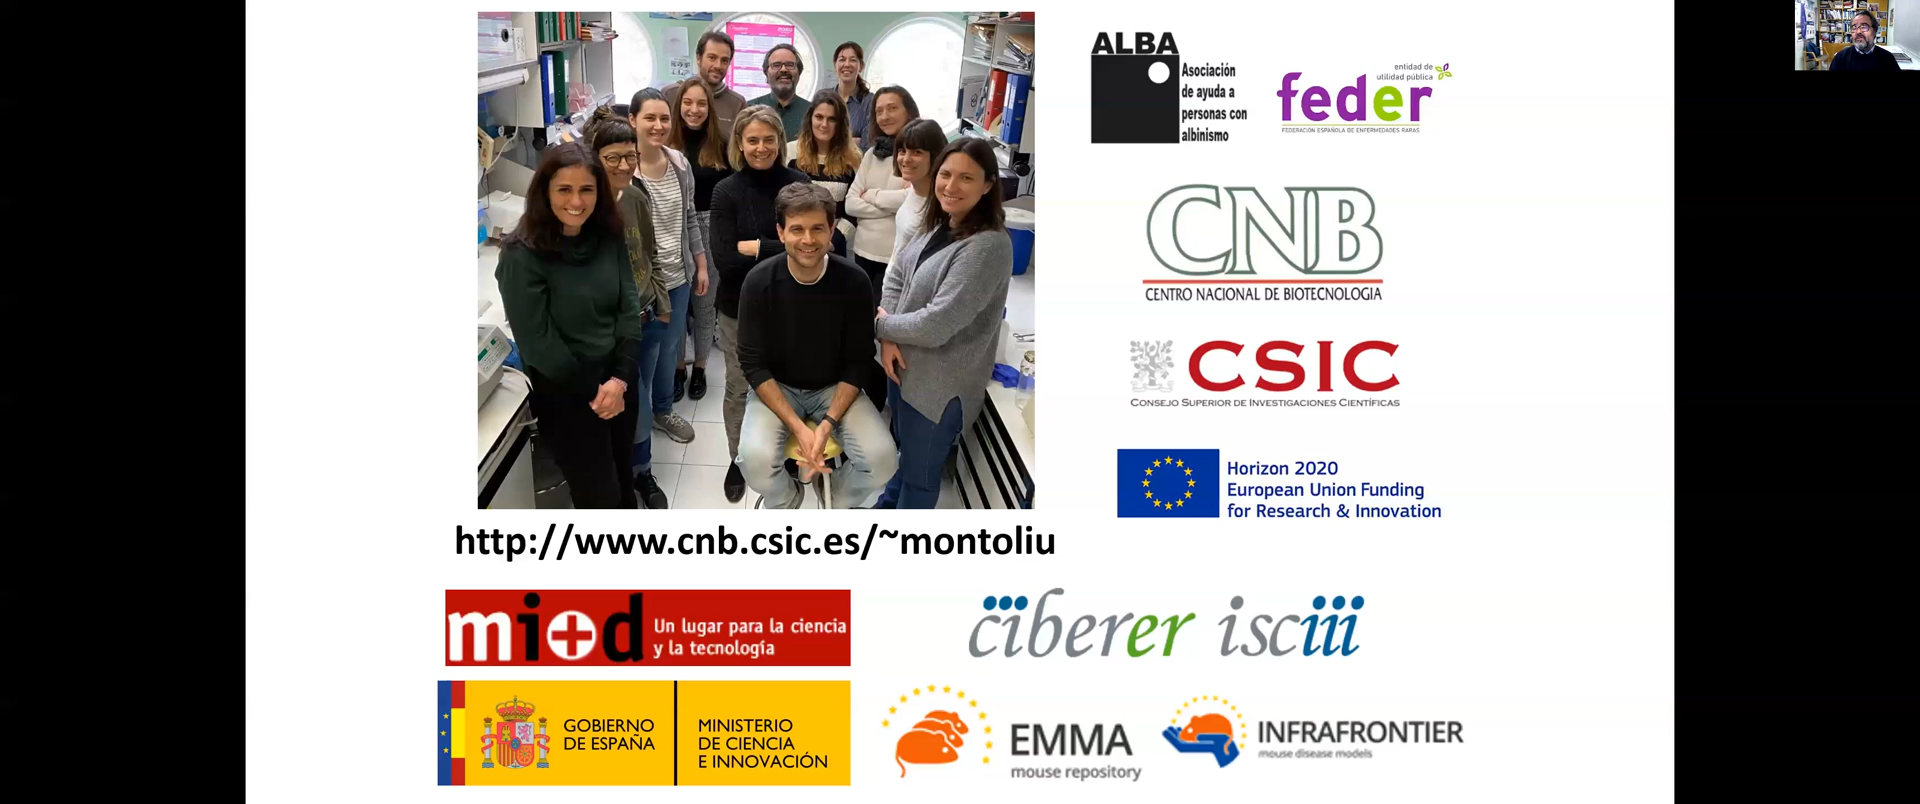 ALBA
Asociación
de ayuda a
personas con
albinismo
entidad de
utilidad pública
feder
FEDERACIÓN ESPAÑOLA DE ENFERMEDADES RARAS
CNB
CENTRO NACIONAL DE BIOTECNOLOGIA
CSIC
CONSEJO SUPERIOR DE INVESTIGACIONES CIENTÍFICAS
Horizon 2020
European Union Funding
for Research & Innovation
http://www.cnb.csic.es/~montoliu
mi+d
Un lugar para la ciencia
y la tecnología
ciberer isciii
GOBIERNO
DE ESPAÑA
MINISTERIO
DE CIENCIA
E INNOVACIÓN
EMMA
mouse repository
INFRAFRONTIER
mouse disease models